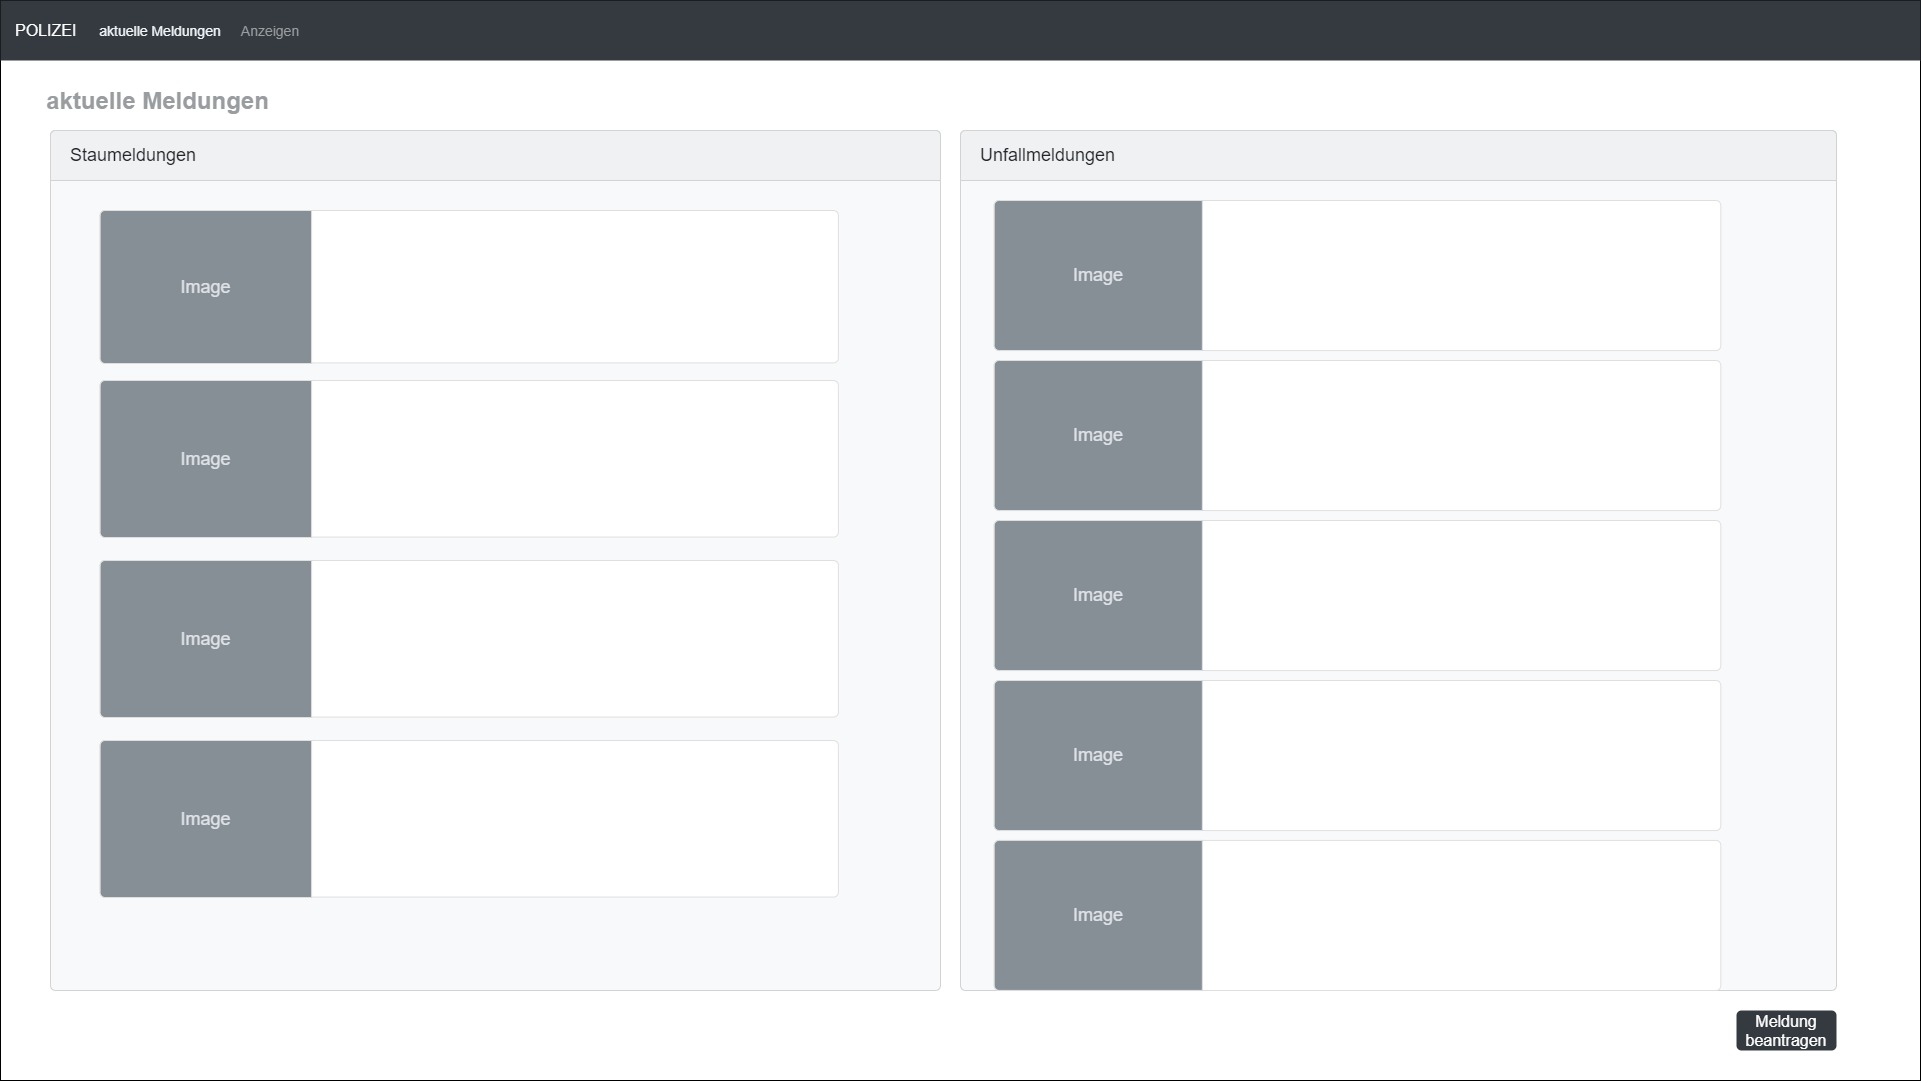 POLIZEI aktuelle Meldungen Anzeigen
aktuelle Meldungen
Staumeldungen
Image
Image
Image
Image
Unfallmeldungen
Image
Image
Image
Image
Image
Meldung
beantragen